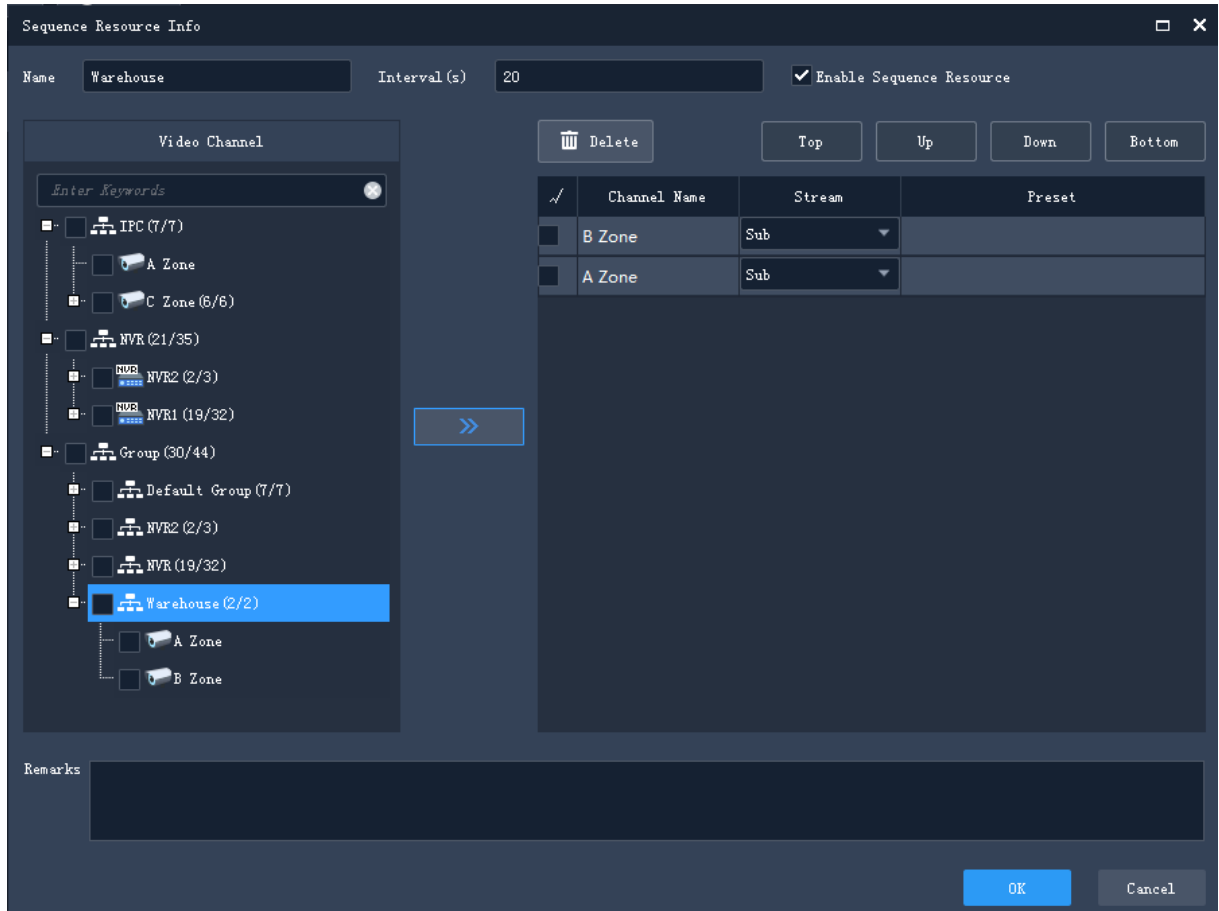 Sequence Resource Info
Name Warehouse Interval(s) 20 Enable Sequence Resource
Video Channel
Delete Top Up Down Bottom
Enter Keywords
Channel Name Stream Preset
B Zone Sub
A Zone Sub
IPC(7/7)
A Zone
C Zone(6/6)
NVR(21/35)
NVR NVR2(2/3)
NVR NVR1(19/32)
Group(30/44)
Default Group(7/7)
NVR2(2/3)
NVR(19/32)
Warehouse(2/2)
A Zone
B Zone
Remarks
OK Cancel